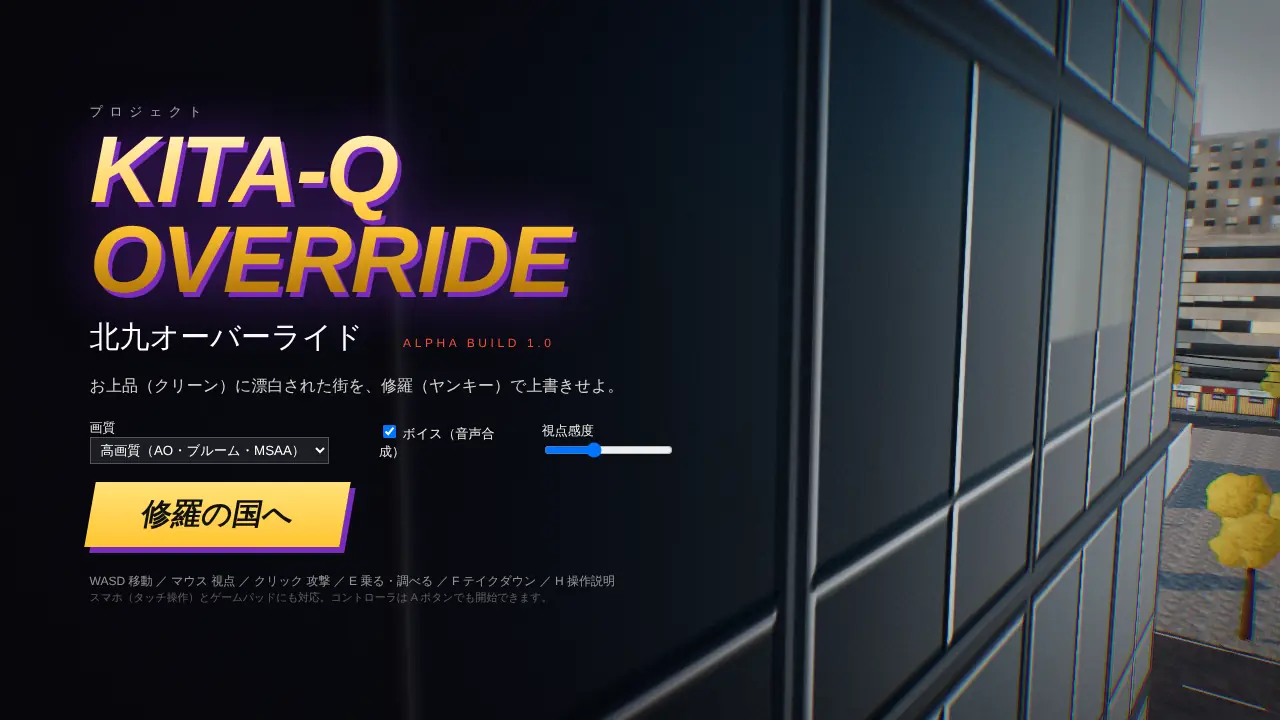 プロジェクト
KITA-Q
OVERRIDE
北九オーバーライド ALPHA BUILD 1.0
お上品（クリーン）に漂白された街を、修羅（ヤンキー）で上書きせよ。
画質
高画質（AO・ブルーム・MSAA）
ボイス（音声合
成）
視点感度
修羅の国へ
WASD 移動 ／ マウス 視点 ／ クリック 攻撃 ／ E 乗る・調べる ／ F テイクダウン ／ H 操作説明
スマホ（タッチ操作）とゲームパッドにも対応。コントローラは A ボタンでも開始できます。